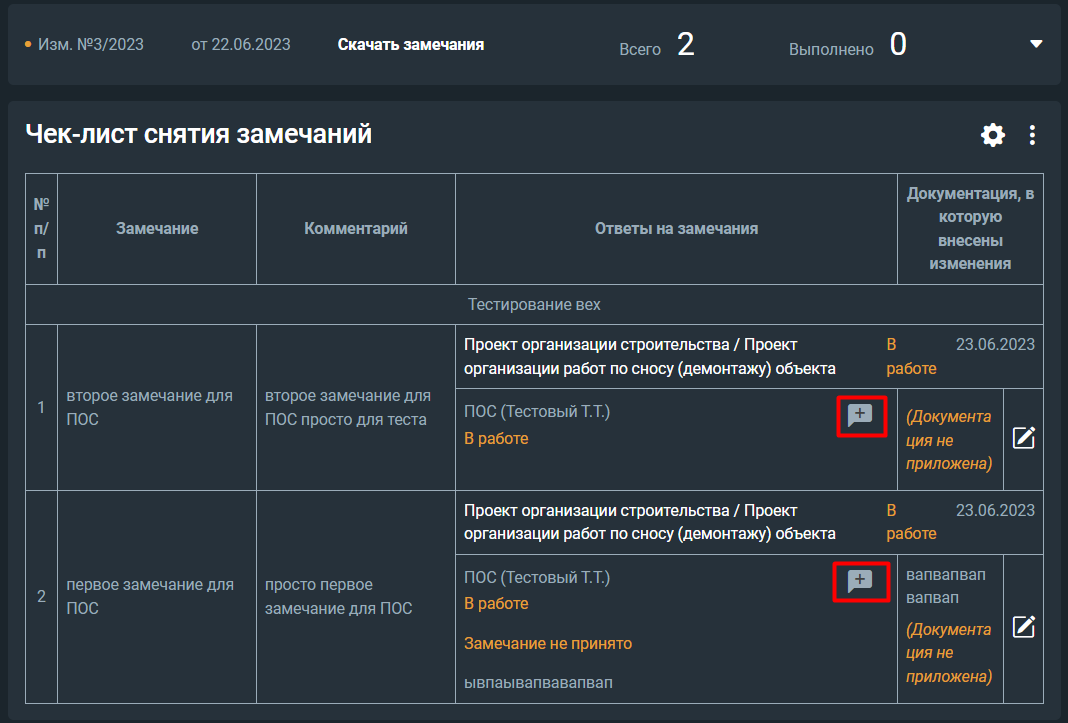 Изм. №3/2023 от 22.06.2023 Скачать замечания Всего 2 Выполнено 0
Чек-лист снятия замечаний
№
п/
п
Замечание
Комментарий
Ответы на замечания
Документация, в
которую
внесены
изменения
Тестирование вех
1
второе замечание для
ПОС
второе замечание для
ПОС просто для теста
Проект организации строительства / Проект
организации работ по сносу (демонтажу) объекта
В
работе
23.06.2023
ПОС (Тестовый Т.Т.)
В работе
(Документа
ция не
приложена)
2
первое замечание для
ПОС
просто первое
замечание для ПОС
Проект организации строительства / Проект
организации работ по сносу (демонтажу) объекта
В
работе
23.06.2023
ПОС (Тестовый Т.Т.)
В работе
Замечание не принято
ывпаывапвавапвап
вапвапвап
вапвап
(Документа
ция не
приложена)